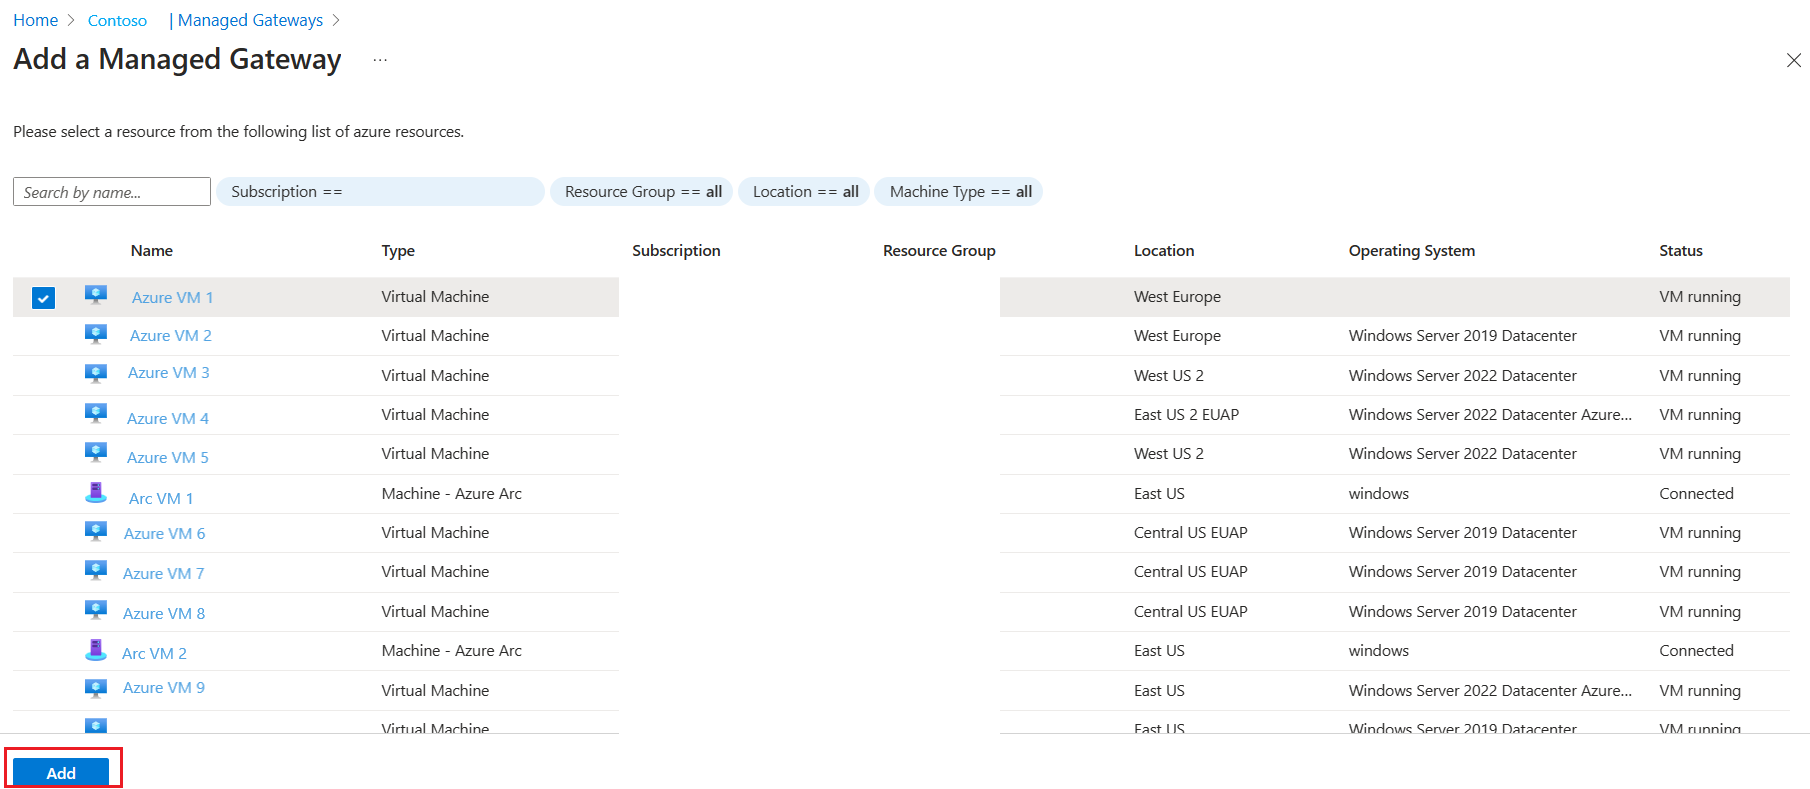 Home > Contoso | Managed Gateways >
Add a Managed Gateway ...
Please select a resource from the following list of azure resources.
Search by name... Subscription == Resource Group == all Location == all Machine Type == all
Name Type Subscription Resource Group Location Operating System Status
Azure VM 1 Virtual Machine West Europe VM running
Azure VM 2 Virtual Machine West Europe Windows Server 2019 Datacenter VM running
Azure VM 3 Virtual Machine West US 2 Windows Server 2022 Datacenter VM running
Azure VM 4 Virtual Machine East US 2 EUAP Windows Server 2022 Datacenter Azure... VM running
Azure VM 5 Virtual Machine West US 2 Windows Server 2022 Datacenter VM running
Arc VM 1 Machine - Azure Arc East US windows Connected
Azure VM 6 Virtual Machine Central US EUAP Windows Server 2019 Datacenter VM running
Azure VM 7 Virtual Machine Central US EUAP Windows Server 2019 Datacenter VM running
Azure VM 8 Virtual Machine Central US EUAP Windows Server 2019 Datacenter VM running
Arc VM 2 Machine - Azure Arc East US windows Connected
Azure VM 9 Virtual Machine East US Windows Server 2022 Datacenter Azure... VM running
Virtual Machine East US Windows Server 2019 Datacenter VM running
Add